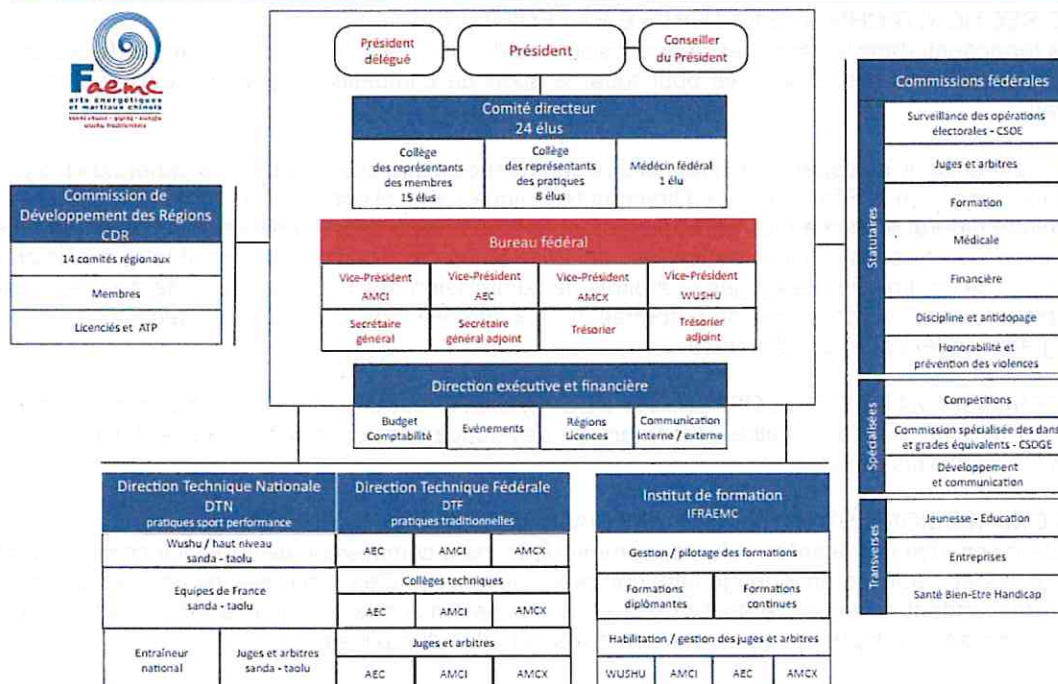 Faemc
arts énergétiques
et martiaux chinois
Président
délégué
Président
Conseiller
du Président
Comité directeur
24 élus
Collège
des représentants
des membres
15 élus
Collège
des représentants
des pratiques
8 élus
Médécin fédéral
1 élu
Commission de
Développement des Régions
CDR
14 comités régionaux
Membres
Licenciés et ATP
Bureau fédéral
Vice-Président
AMCI
Vice-Président
AEC
Vice-Président
AMCX
Vice-Président
WUSHU
Secrétaire
général
Secrétaire
général adjoint
Trésorier
Trésorier
adjoint
Direction exécutive et financière
Budget
Comptabilité
Evénements
Régions
Licences
Communication
interne / externe
Commissions fédérales
Statutaires
Surveillance des opérations
électorales - CSOE
Juges et arbitres
Formation
Médicale
Financière
Discipline et antidopage
Honorabilité et
prévention des violences
Spécialisées
Compétitions
Commission spécialisée des dans
et grades équivalents - CSDGE
Développement
et communication
Transverses
Jeunesse - Education
Entreprises
Santé Bien-Etre Handicap
Direction Technique Nationale
DTN
pratiques sport performance
Wushu / haut niveau
sanda - taolu
Equipes de France
sanda - taolu
Entraîneur
national
Juges et arbitres
sanda - taolu
Direction Technique Fédérale
DTF
pratiques traditionnelles
AEC AMCI AMCX
Collèges techniques
AEC AMCI AMCX
Juges et arbitres
AEC AMCI AMCX
Institut de formation
IFRAEMC
Gestion / pilotage des formations
Formations
diplômantes
Formations
continues
Habilitation / gestion des juges et arbitres
WUSHU AMCI AEC AMCX